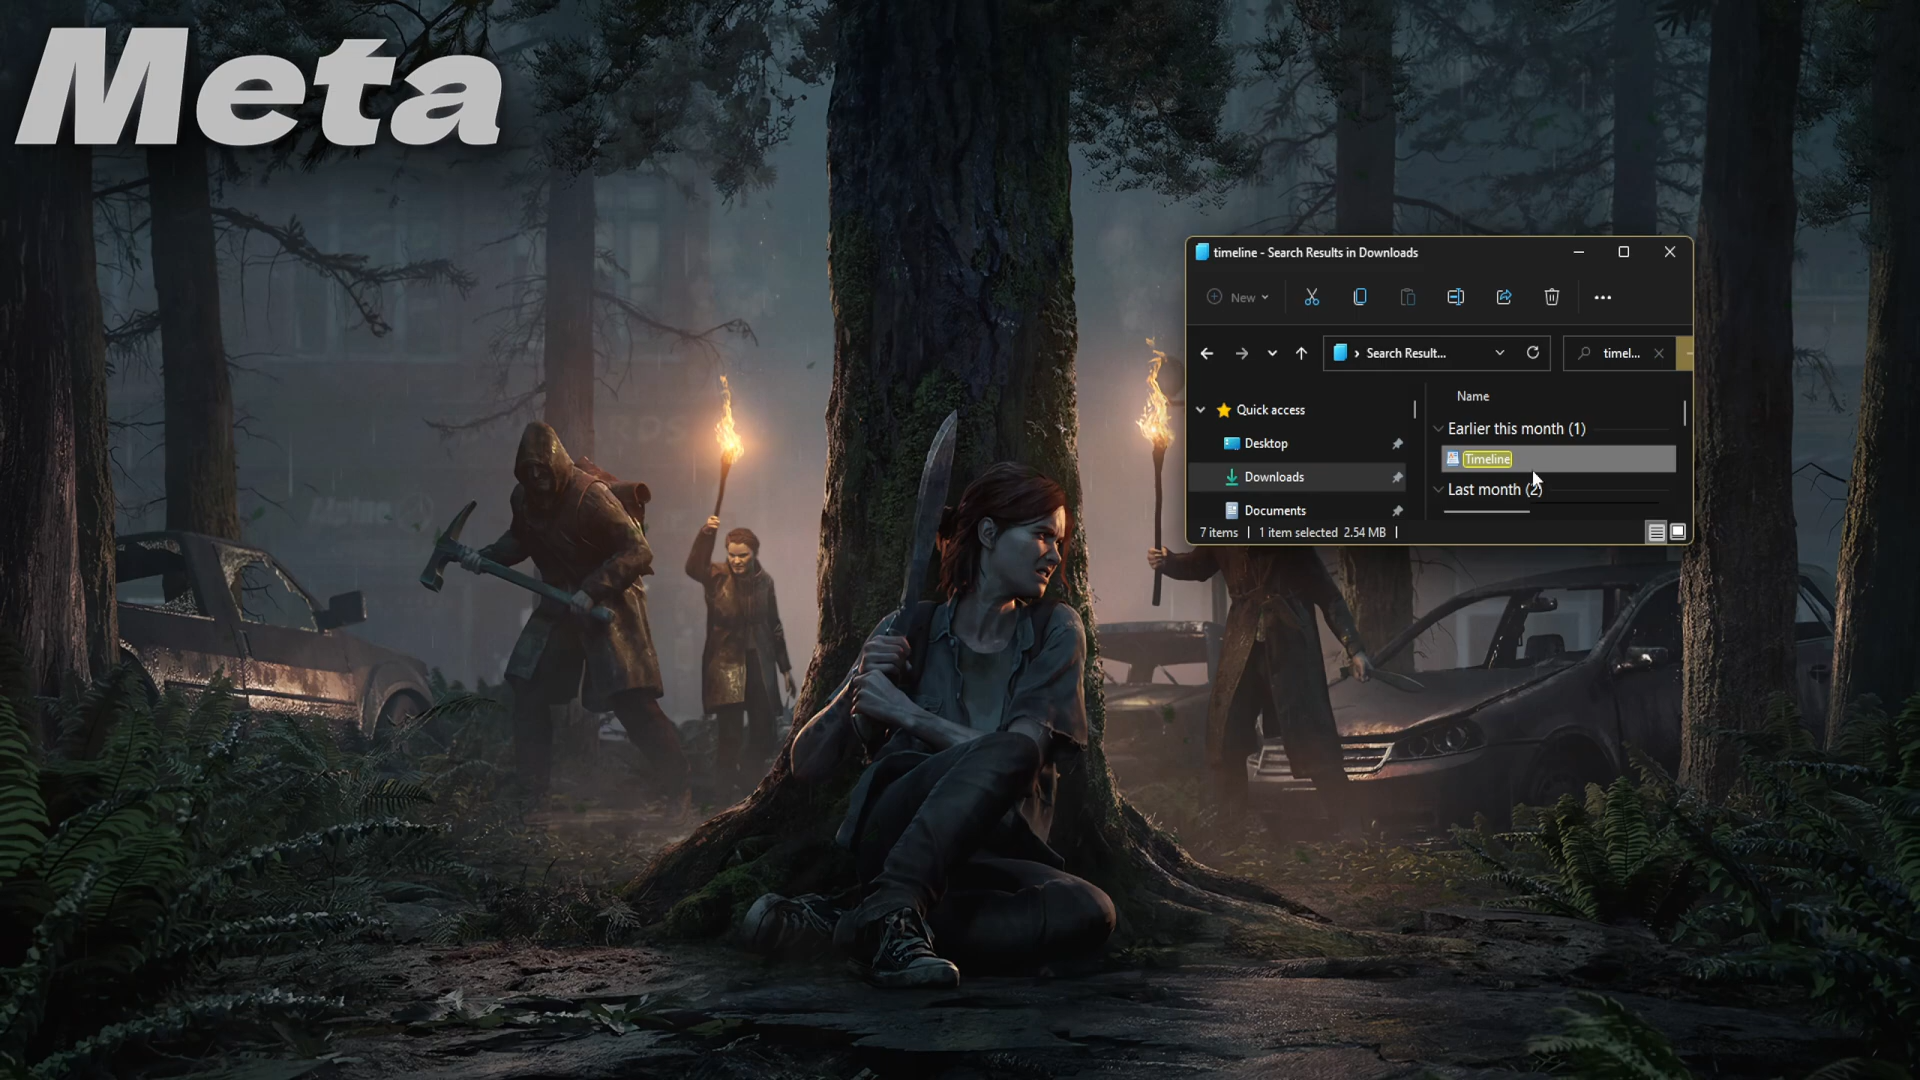 Meta
timeline - Search Results in Downloads
New
Search Result...
timel...
Quick access
Desktop
Downloads
Documents
Name
Earlier this month (1)
Timeline
Last month (2)
7 items
1 item selected 2.54 MB